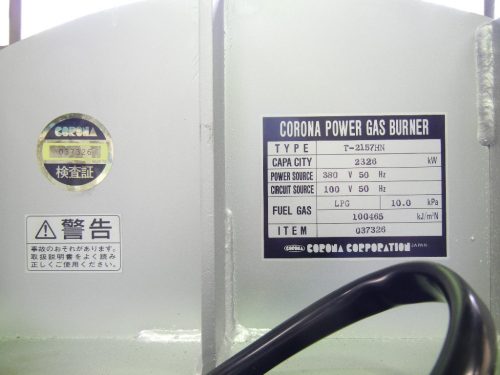 CORONA
037326
検査証
警告
事故のおそれがあります。
取扱説明書をよく読み
正しくご使用ください。
CORONA POWER GAS BURNER
TYPE T-2157HN
CAPA CITY 2326 kW
POWER SOURCE 380 V 50 Hz
CIRCUIT SOURCE 100 V 50 Hz
FUEL GAS LPG 10.0 kPa
100465 kJ/m³N
ITEM 037326
CORONA CORONA CORPORATION JAPAN